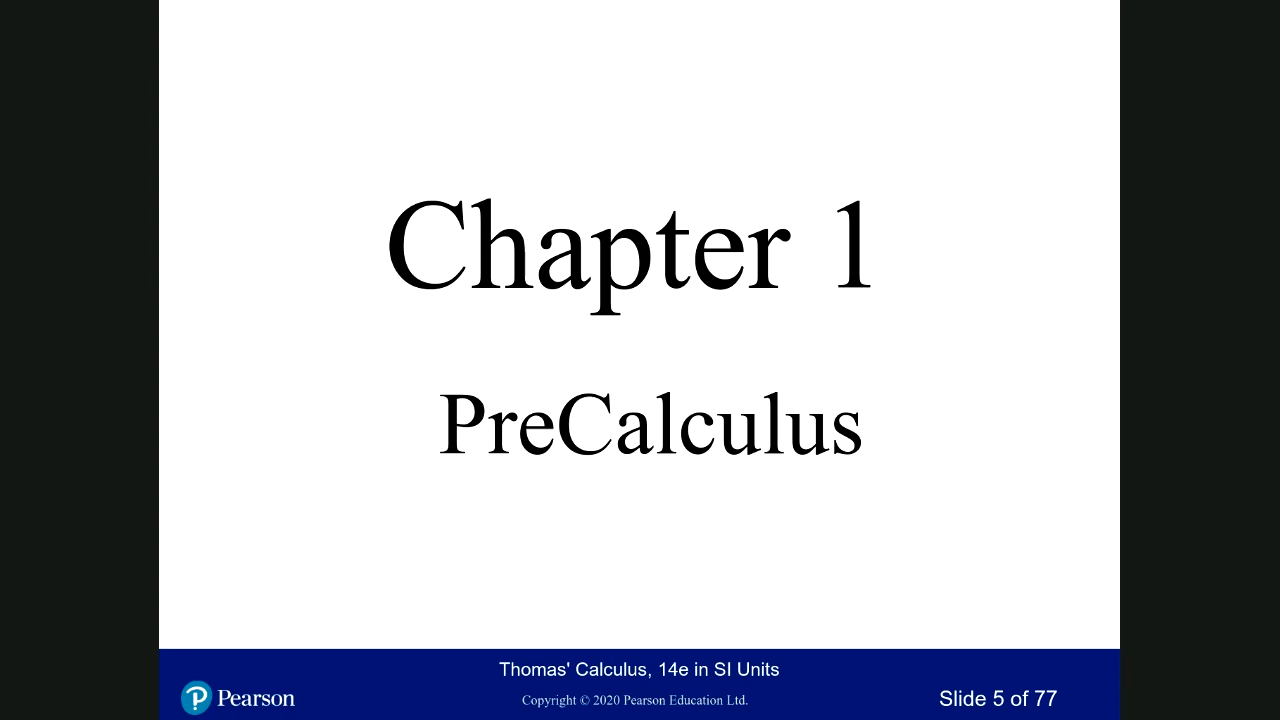 Chapter 1
PreCalculus
Thomas' Calculus, 14e in SI Units
Pearson
Copyright © 2020 Pearson Education Ltd.
Slide 5 of 77